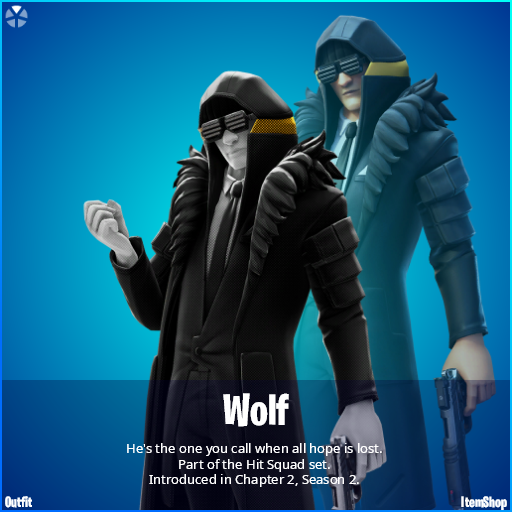 Wolf
He's the one you call when all hope is lost.
Part of the Hit Squad set.
Introduced in Chapter 2, Season 2.
Outfit
ItemShop